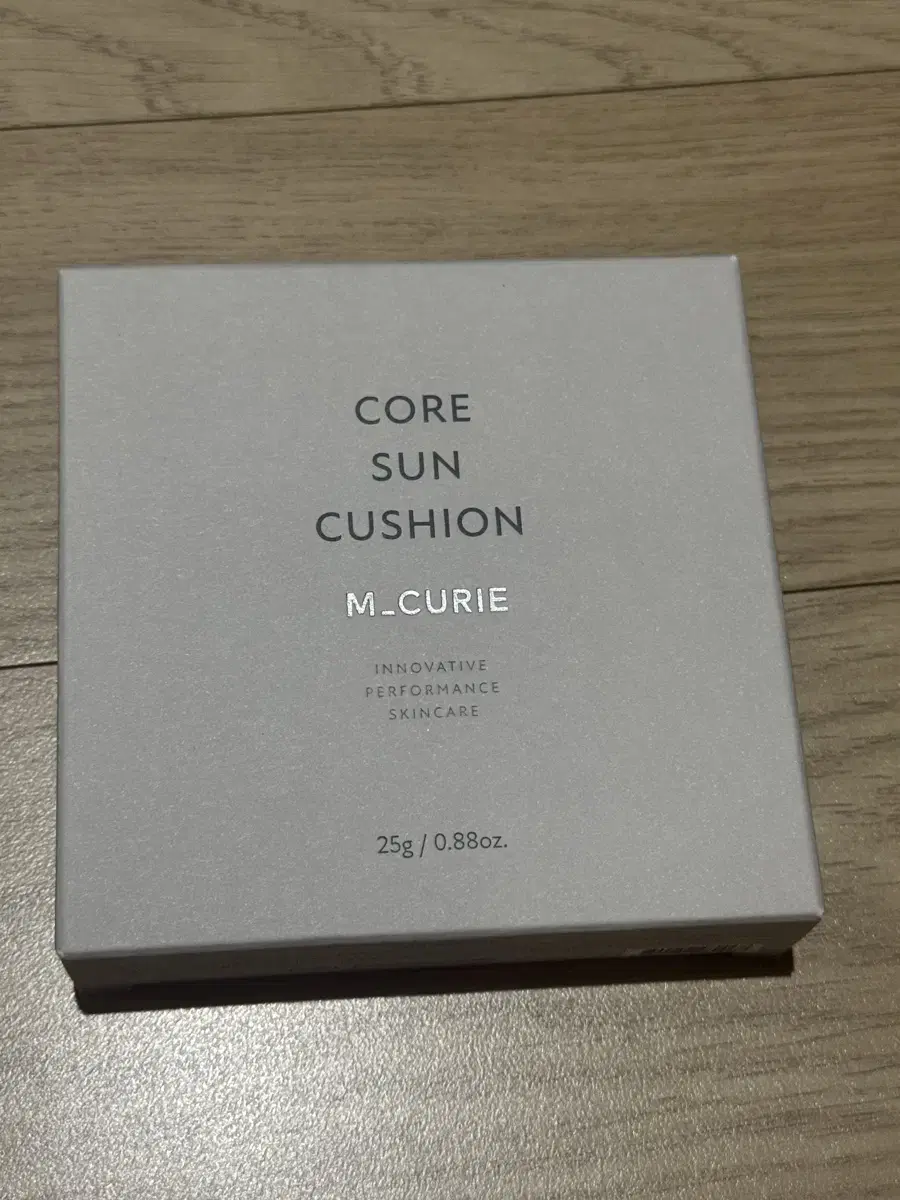 CORE
SUN
CUSHION
M_CURIE
INNOVATIVE
PERFORMANCE
SKINCARE
25g / 0.88oz.